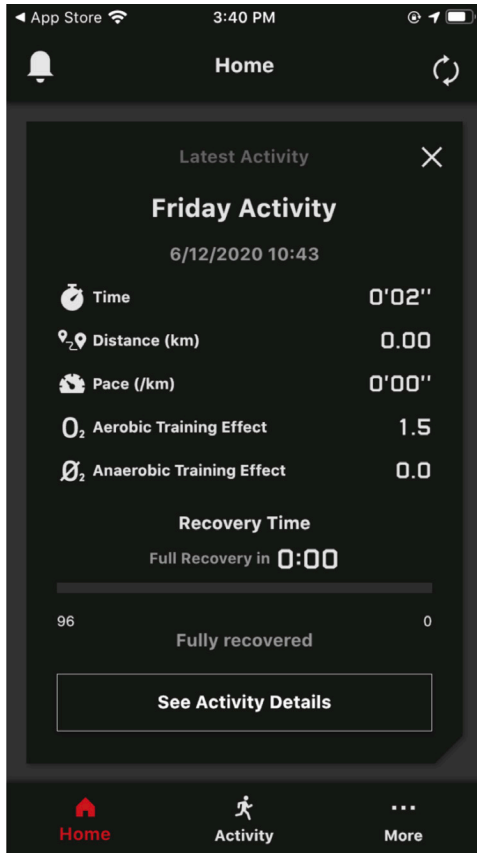 ◀ App Store 3:40 PM
Home
Latest Activity
Friday Activity
6/12/2020 10:43
Time 0'02''
Distance (km) 0.00
Pace (/km) 0'00''
O₂ Aerobic Training Effect 1.5
Ø₂ Anaerobic Training Effect 0.0
Recovery Time
Full Recovery in 0:00
96 0
Fully recovered
See Activity Details
Home Activity More